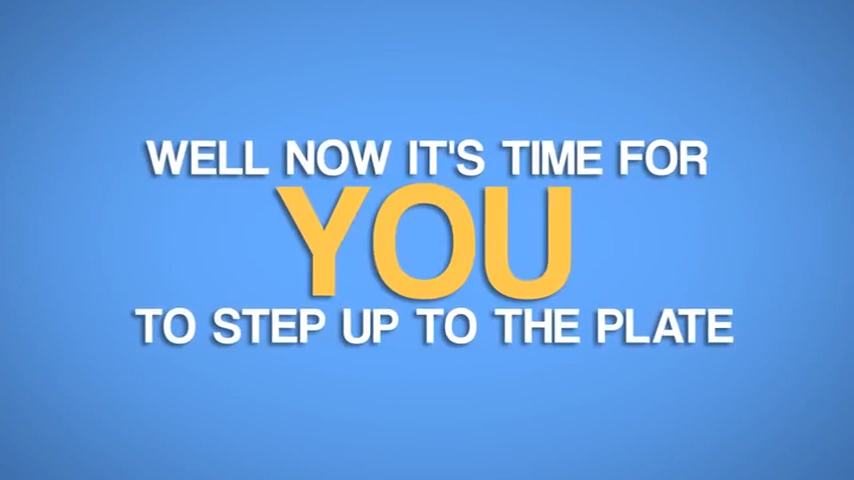 WELL NOW IT'S TIME FOR
YOU
TO STEP UP TO THE PLATE